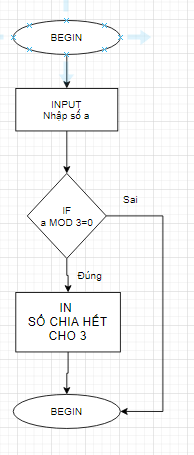 BEGIN
INPUT
Nhập số a
IF
a MOD 3=0
Sai
Đúng
IN
SỐ CHIA HẾT
CHO 3
BEGIN